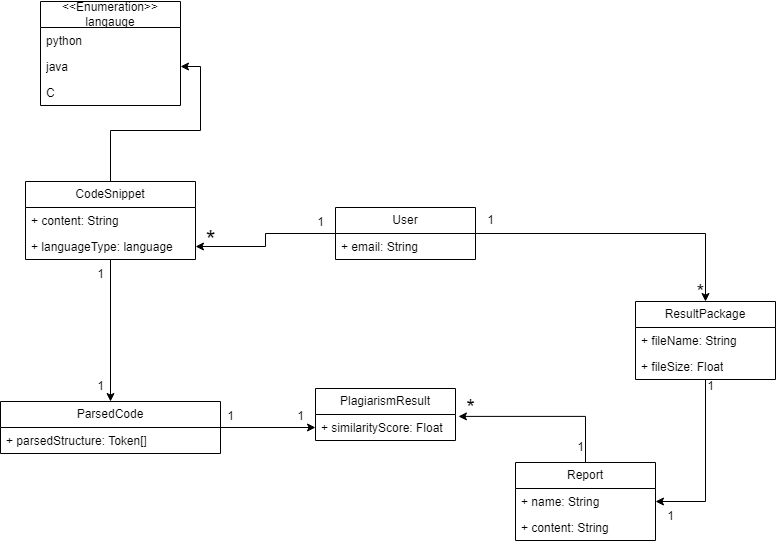 <<Enumeration>>
langauge
python
java
C
CodeSnippet
+ content: String
+ languageType: language
1
*
1
User
+ email: String
1
*
ResultPackage
+ fileName: String
+ fileSize: Float
1
1
ParsedCode
+ parsedStructure: Token[]
1
1
PlagiarismResult
+ similarityScore: Float
*
1
Report
+ name: String
+ content: String
1